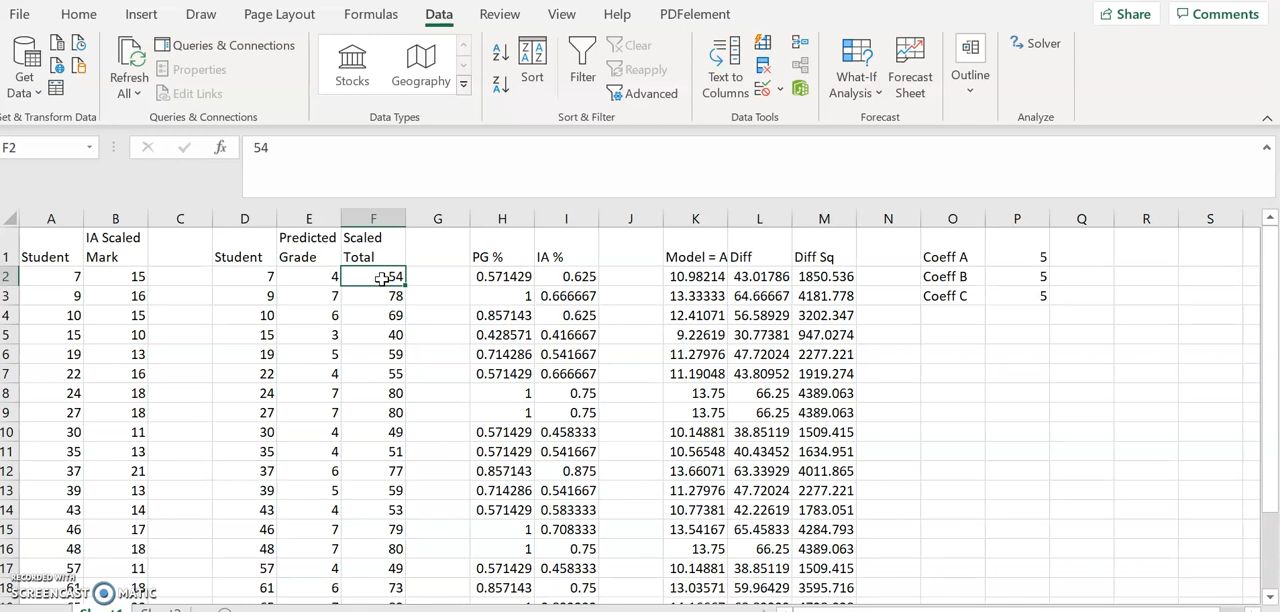 File Home Insert Draw Page Layout Formulas Data Review View Help PDFelement Share Comments
Get Data
Refresh All
Queries & Connections
Properties
Edit Links
Stocks Geography
Sort
Filter
Clear
Reapply
Advanced
Text to Columns
What-If Analysis
Forecast Sheet
Outline
Solver
Get & Transform Data Queries & Connections Data Types Sort & Filter Data Tools Forecast Analyze
F2 fx 54
A B C D E F G H I J K L M N O P Q R S
IA Scaled Predicted Scaled
1 Student Mark Student Grade Total PG % IA % Model = A Diff Diff Sq Coeff A 5
2 7 15 7 4 54 0.571429 0.625 10.98214 43.01786 1850.536 Coeff B 5
3 9 16 9 7 78 1 0.666667 13.33333 64.66667 4181.778 Coeff C 5
4 10 15 10 6 69 0.857143 0.625 12.41071 56.58929 3202.347
5 15 10 15 3 40 0.428571 0.416667 9.22619 30.77381 947.0274
6 19 13 19 5 59 0.714286 0.541667 11.27976 47.72024 2277.221
7 22 16 22 4 55 0.571429 0.666667 11.19048 43.80952 1919.274
8 24 18 24 7 80 1 0.75 13.75 66.25 4389.063
9 27 18 27 7 80 1 0.75 13.75 66.25 4389.063
10 30 11 30 4 49 0.571429 0.458333 10.14881 38.85119 1509.415
11 35 13 35 4 51 0.571429 0.541667 10.56548 40.43452 1634.951
12 37 21 37 6 77 0.857143 0.875 13.66071 63.33929 4011.865
13 39 13 39 5 59 0.714286 0.541667 11.27976 47.72024 2277.221
14 43 14 43 4 53 0.571429 0.583333 10.77381 42.22619 1783.051
15 46 17 46 7 79 1 0.708333 13.54167 65.45833 4284.793
16 48 18 48 7 80 1 0.75 13.75 66.25 4389.063
17 57 11 57 4 49 0.571429 0.458333 10.14881 38.85119 1509.415
18 61 18 61 6 73 0.857143 0.75 13.03571 59.96429 3595.716
RECORDED WITH
SCREENCAST MATIC